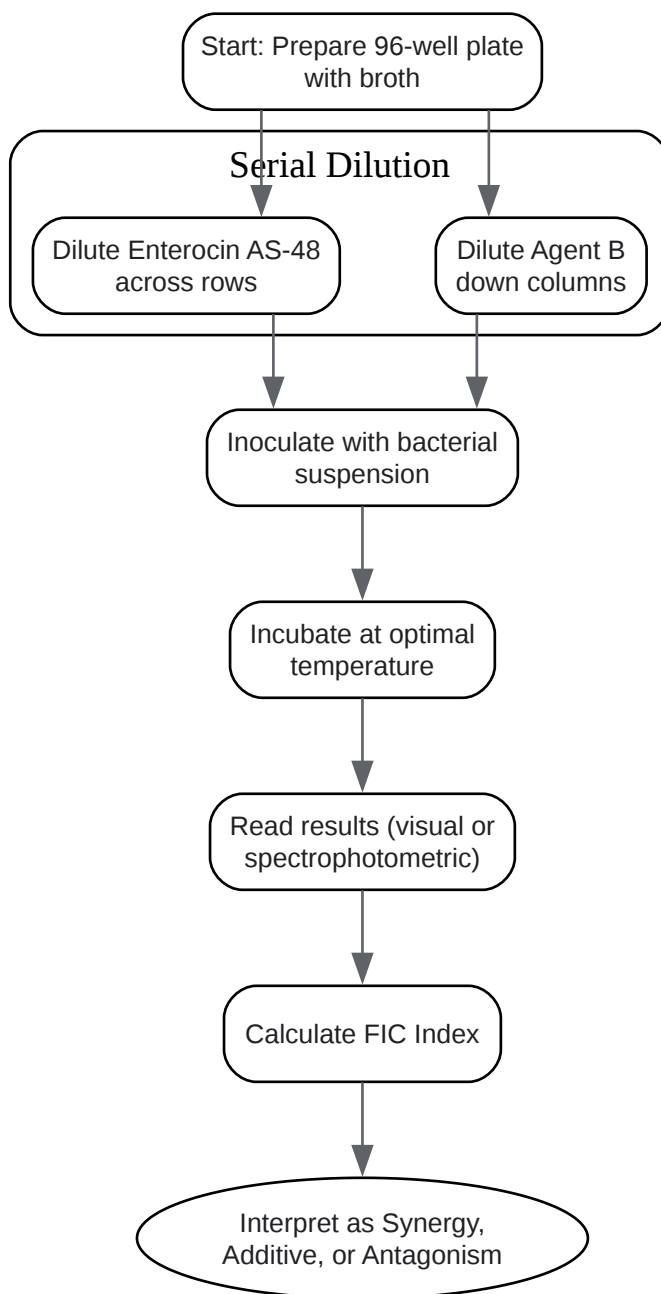 Start: Prepare 96-well plate
with broth
Serial Dilution
Dilute Enterocin AS-48
across rows
Dilute Agent B
down columns
Inoculate with bacterial
suspension
Incubate at optimal
temperature
Read results (visual or
spectrophotometric)
Calculate FIC Index
Interpret as Synergy,
Additive, or Antagonism